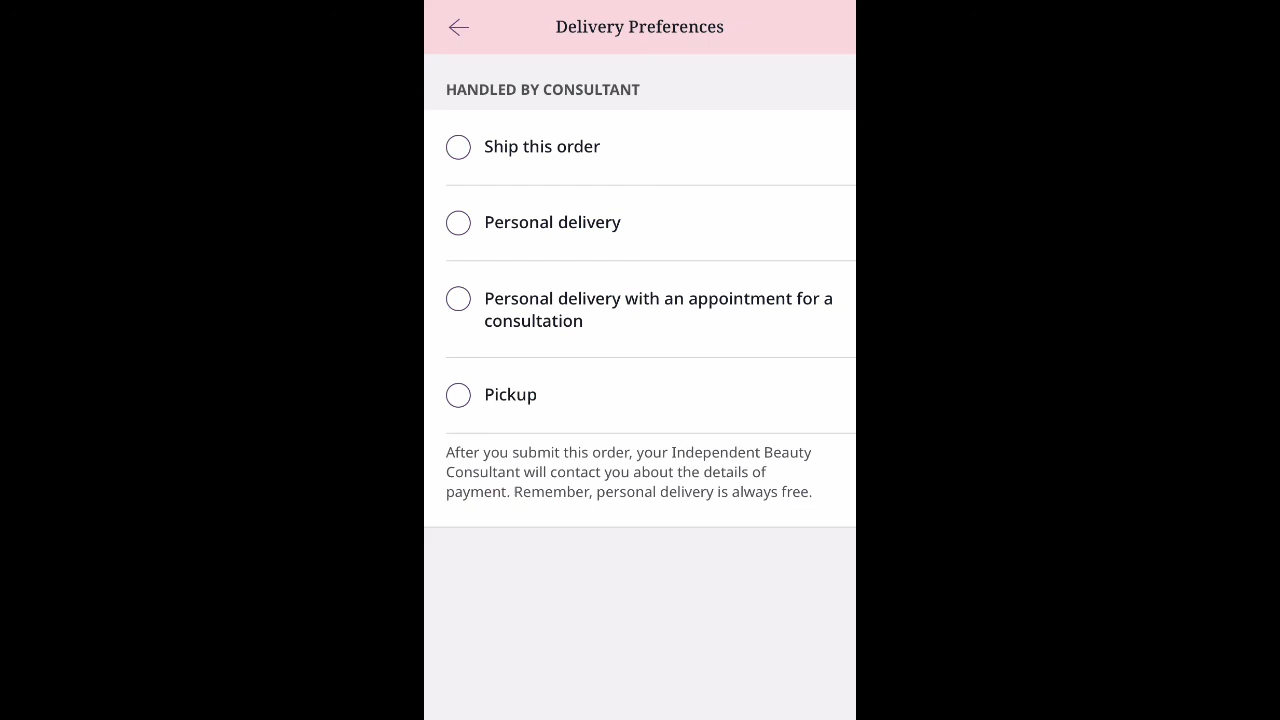 Delivery Preferences
HANDLED BY CONSULTANT
Ship this order
Personal delivery
Personal delivery with an appointment for a
consultation
Pickup
After you submit this order, your Independent Beauty
Consultant will contact you about the details of
payment. Remember, personal delivery is always free.